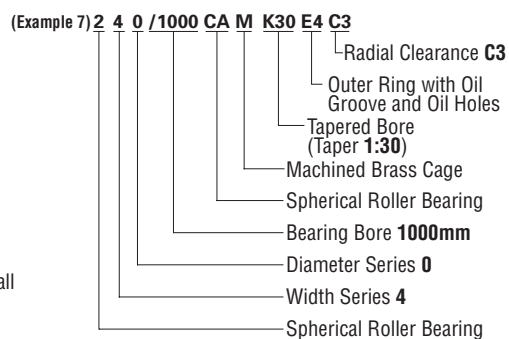 (Example 7) 2 4 0 /1000 CA M K30 E4 C3
Radial Clearance C3
Outer Ring with Oil
Groove and Oil Holes
Tapered Bore
(Taper 1:30)
Machined Brass Cage
Spherical Roller Bearing
Bearing Bore 1000mm
Diameter Series 0
all
Width Series 4
Spherical Roller Bearing